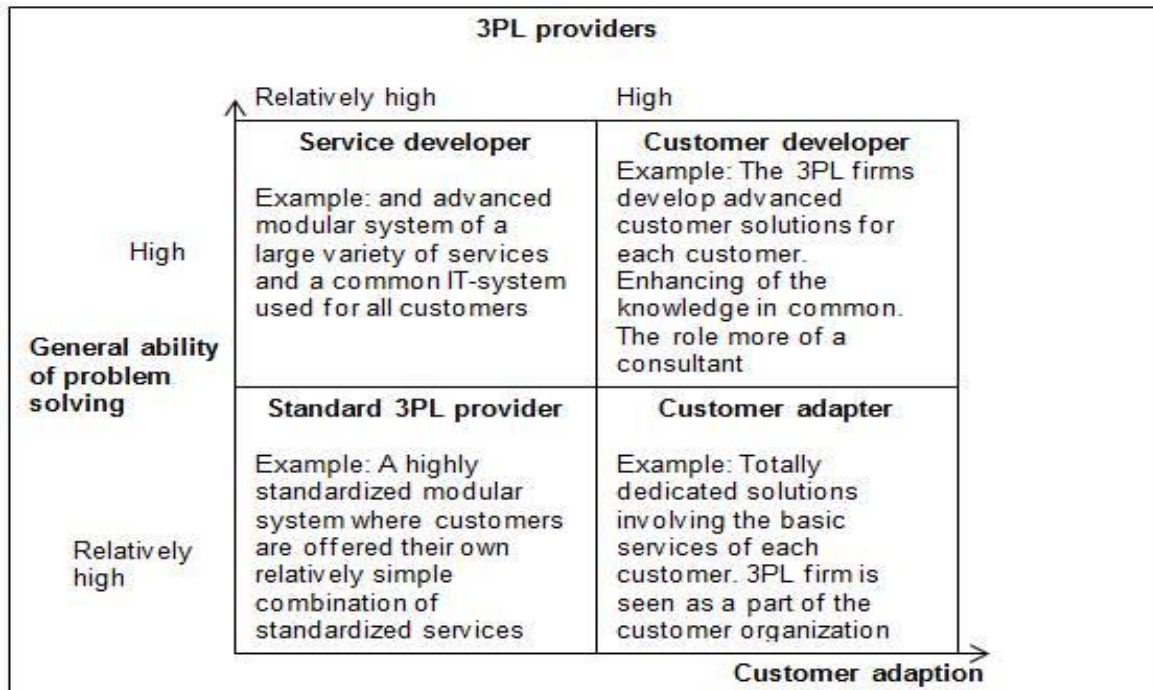 3PL providers
Relatively high
High
Service developer
Example: and advanced
modular system of a
large variety of services
and a common IT-system
used for all customers
Customer developer
Example: The 3PL firms
develop advanced
customer solutions for
each customer.
Enhancing of the
knowledge in common.
The role more of a
consultant
High
General ability
of problem
solving
Standard 3PL provider
Example: A highly
standardized modular
system where customers
are offered their own
relatively simple
combination of
standardized services
Customer adapter
Example: Totally
dedicated solutions
involving the basic
services of each
customer. 3PL firm is
seen as a part of the
customer organization
Relatively
high
Customer adaption